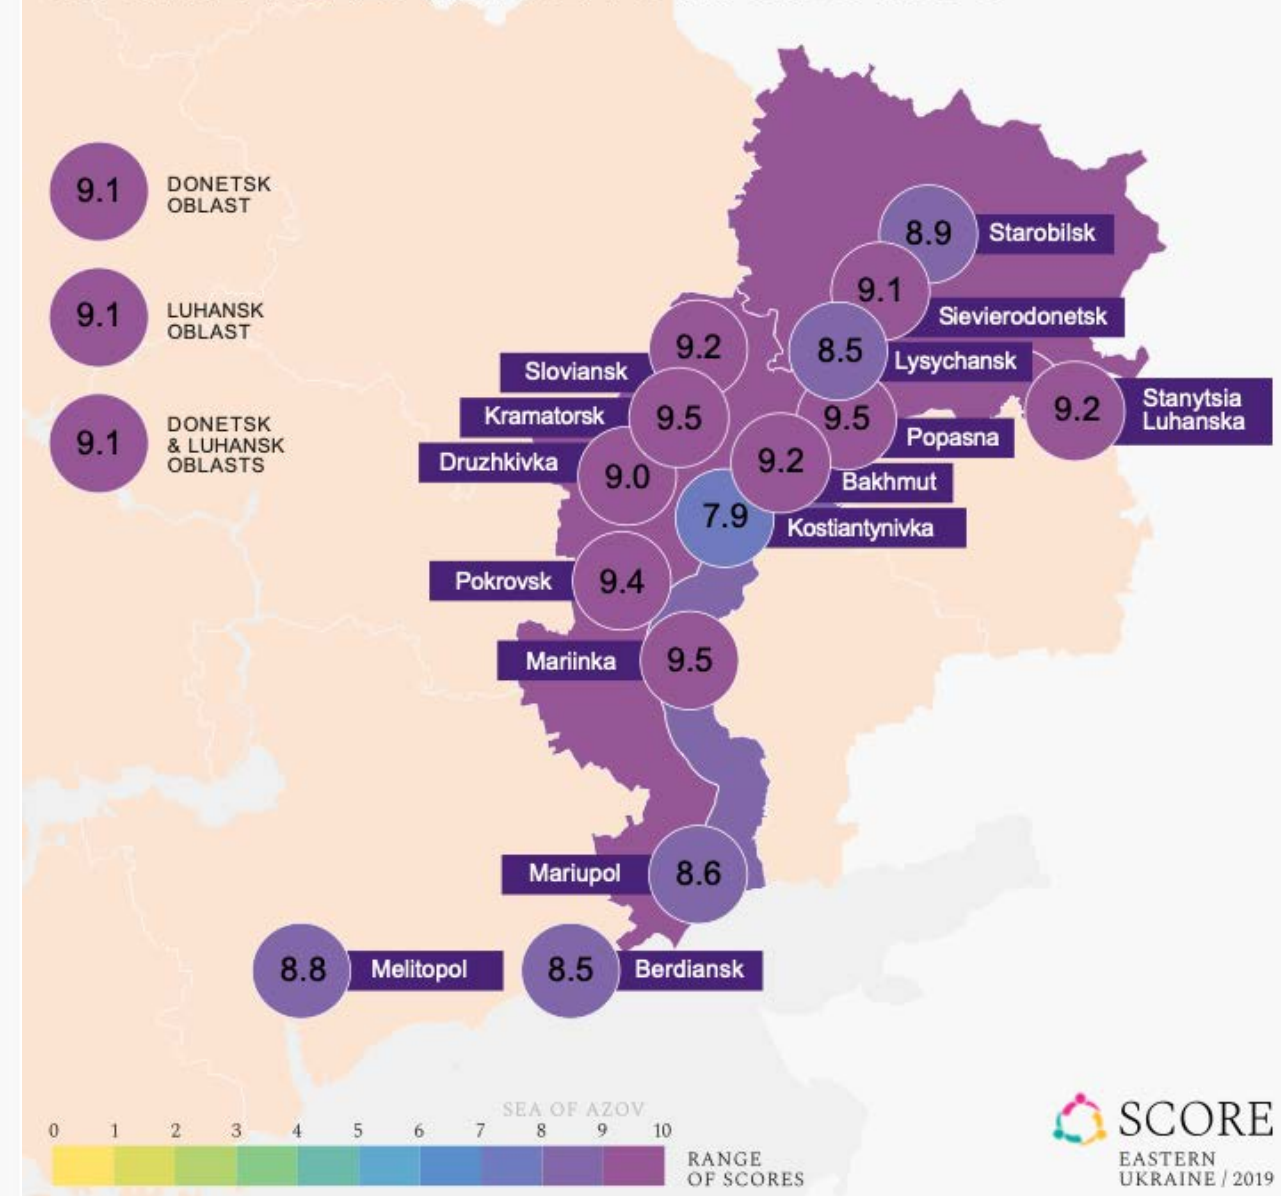 9.1
DONETSK
OBLAST
9.1
LUHANSK
OBLAST
9.1
DONETSK
& LUHANSK
OBLASTS
8.9
Starobilsk
9.1
Sievierodonetsk
8.5
Lysychansk
9.2
Sloviansk
9.5
Kramatorsk
9.5
Popasna
9.2
Stanytsia
Luhanska
9.0
Druzhkivka
9.2
Bakhmut
7.9
Kostiantynivka
Pokrovsk
9.4
Mariinka
9.5
Mariupol
8.6
8.8
Melitopol
8.5
Berdiansk
SEA OF AZOV
0 1 2 3 4 5 6 7 8 9 10
RANGE
OF SCORES
SCORE
EASTERN
UKRAINE / 2019